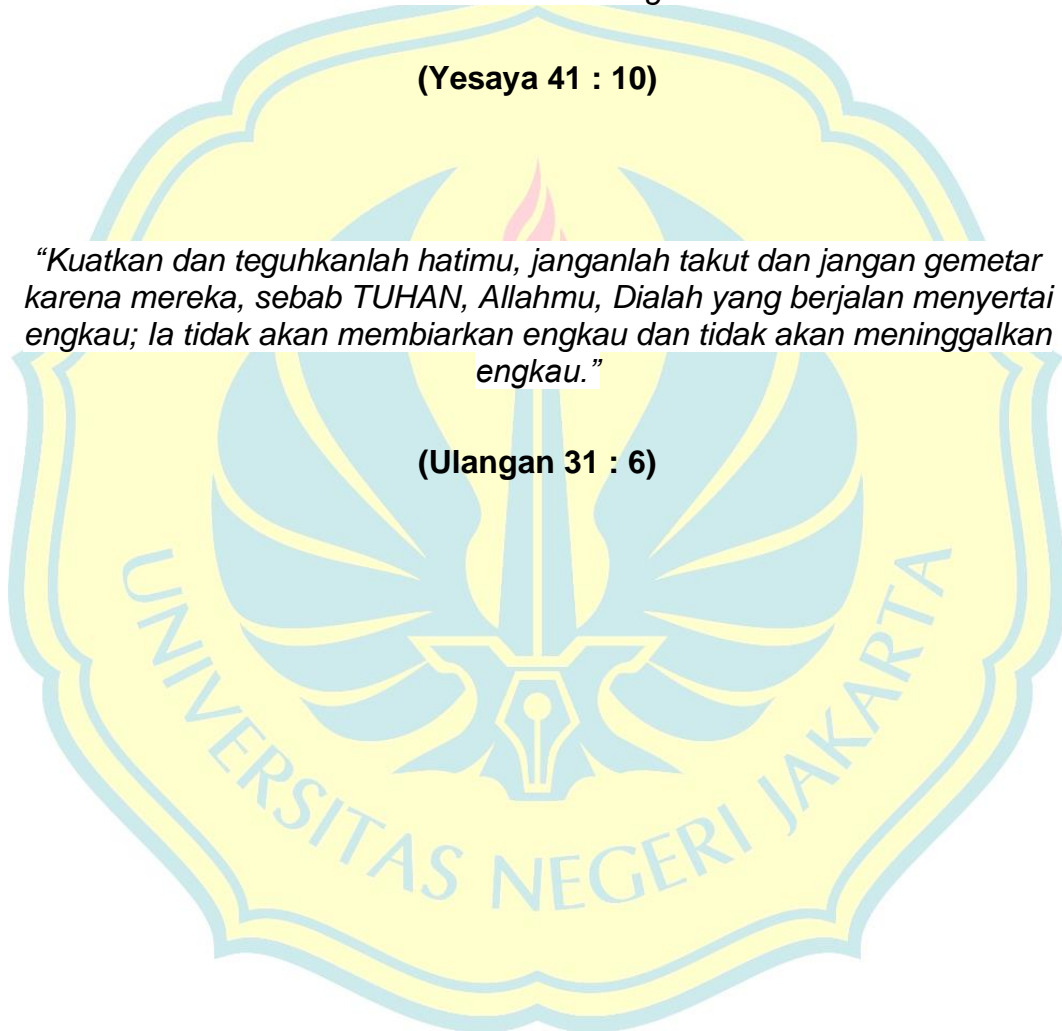 (Yesaya 41 : 10)
“Kuatkan dan teguhkanlah hatimu, janganlah takut dan jangan gemetar
karena mereka, sebab TUHAN, Allahmu, Dialah yang berjalan menyertai
engkau; Ia tidak akan membiarkan engkau dan tidak akan meninggalkan
engkau.”
(Ulangan 31 : 6)
UNIVERSITAS NEGERI JAKARTA